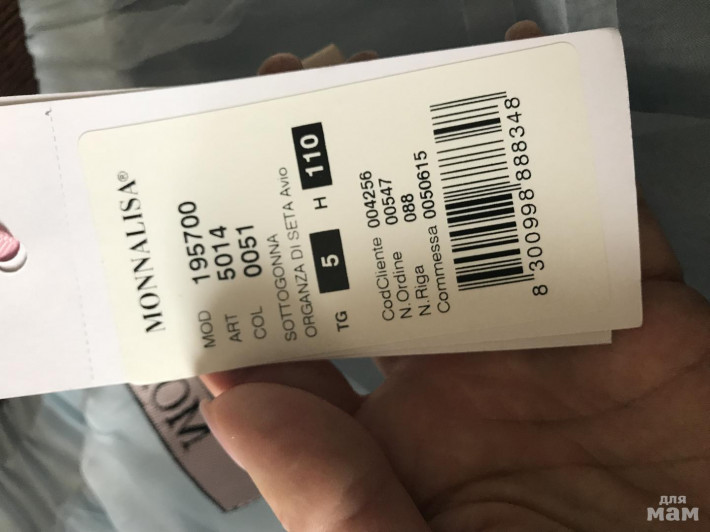 MONNALISA®
MOD 195700
ART 5014
COL 0051
SOTTOGONNA
ORGANZA DI SETA Avio
TG 5 H 110
CodCliente 004256
N.Ordine 00547
N.Riga 088
Commessa 0050615
8 300998 888348
MO
для
мам